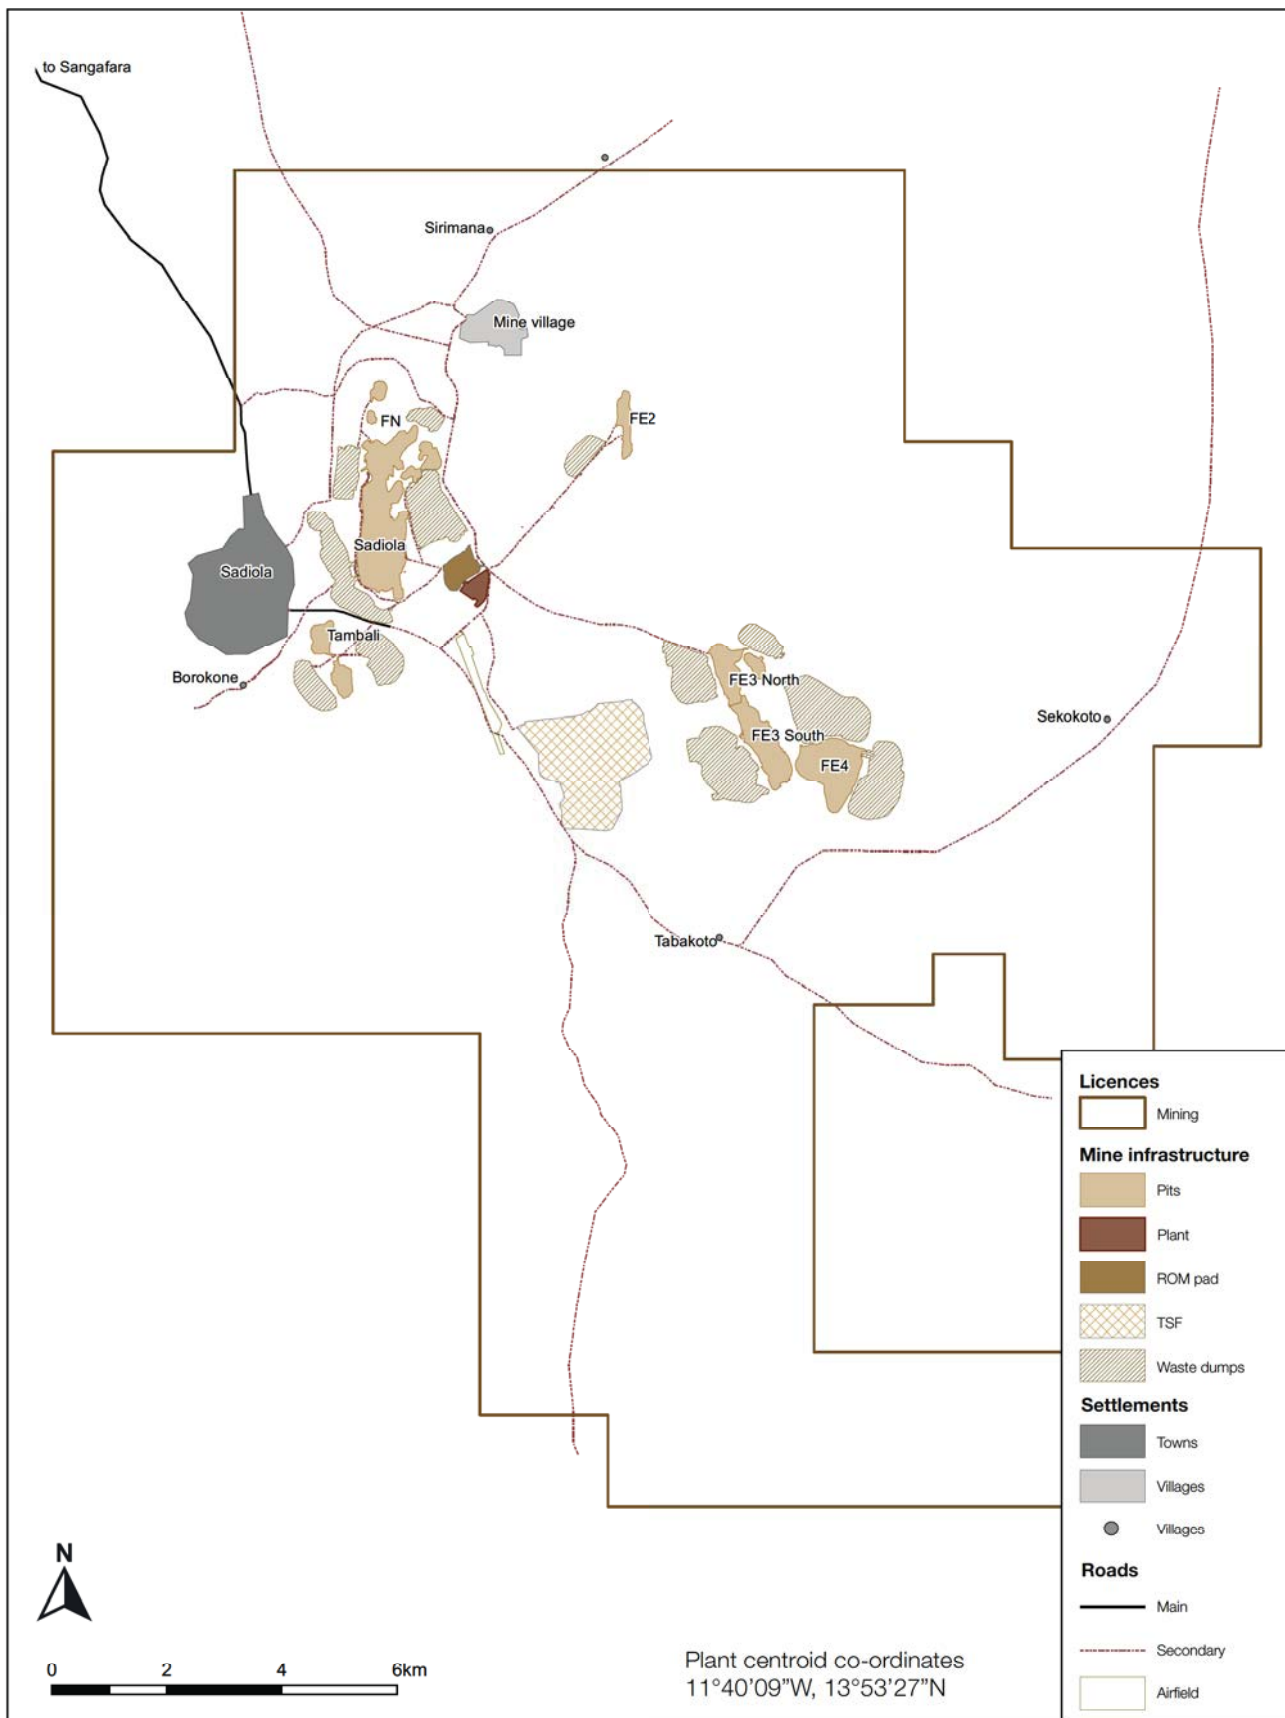 to Sangafara
Sirimana
Mine village
FN
FE2
Sadiola
Sadiola
Tambali
Borokone
FE3 North
Sekokoto
FE3 South
FE4
Tabakoto
Licences
Mining
Mine infrastructure
Pits
Plant
ROM pad
TSF
Waste dumps
Settlements
Towns
Villages
Villages
Roads
Main
Secondary
Airfield
N
0 2 4 6km
Plant centroid co-ordinates
11°40’09”W, 13°53’27”N